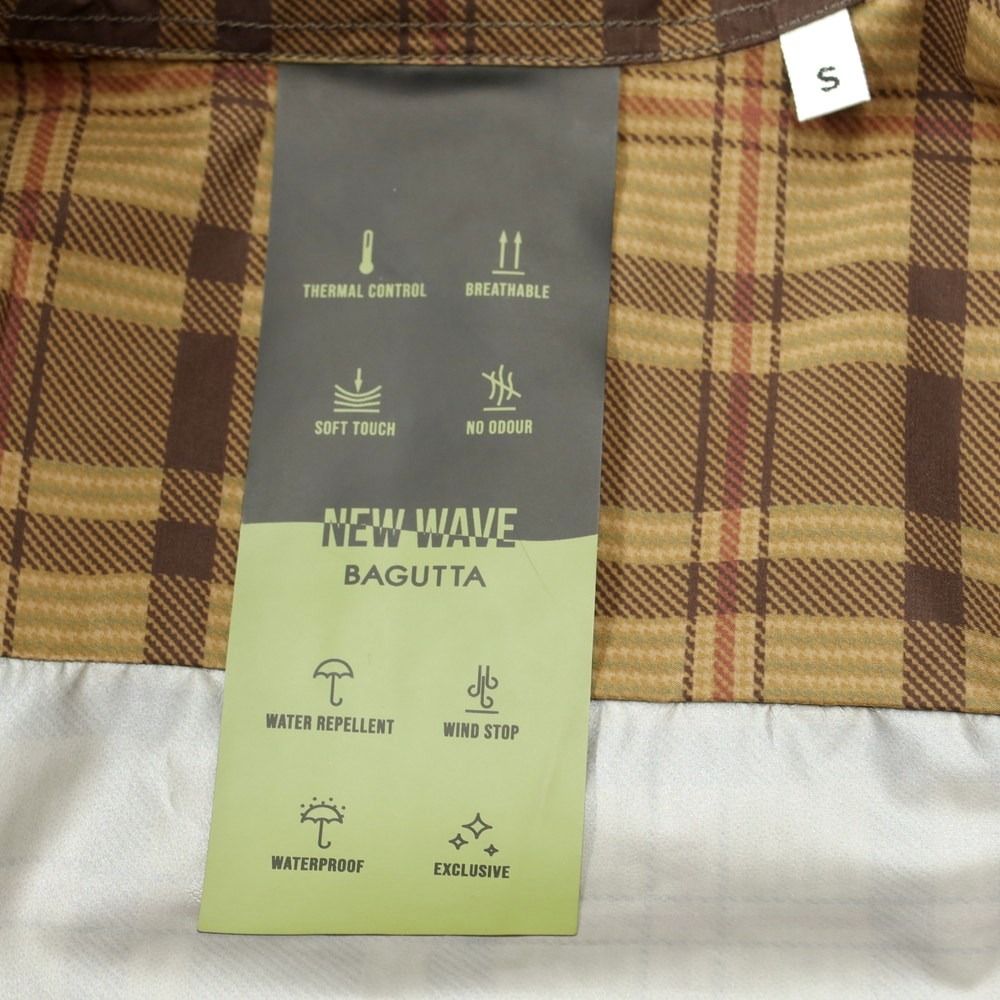 S
THERMAL CONTROL
BREATHABLE
SOFT TOUCH
NO ODOUR
NEW WAVE
BAGUTTA
WATER REPELLENT
WIND STOP
WATERPROOF
EXCLUSIVE